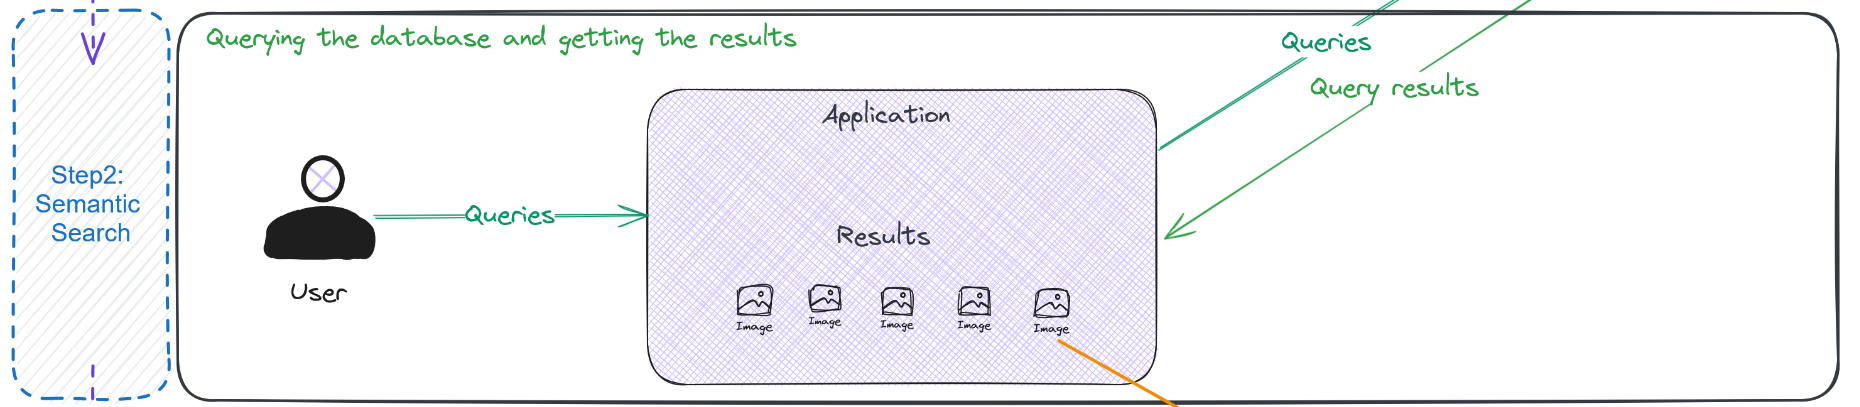 Querying the database and getting the results
Queries
Query results
Application
Step2:
Semantic
Search
Queries
Results
User
Image
Image
Image
Image
Image